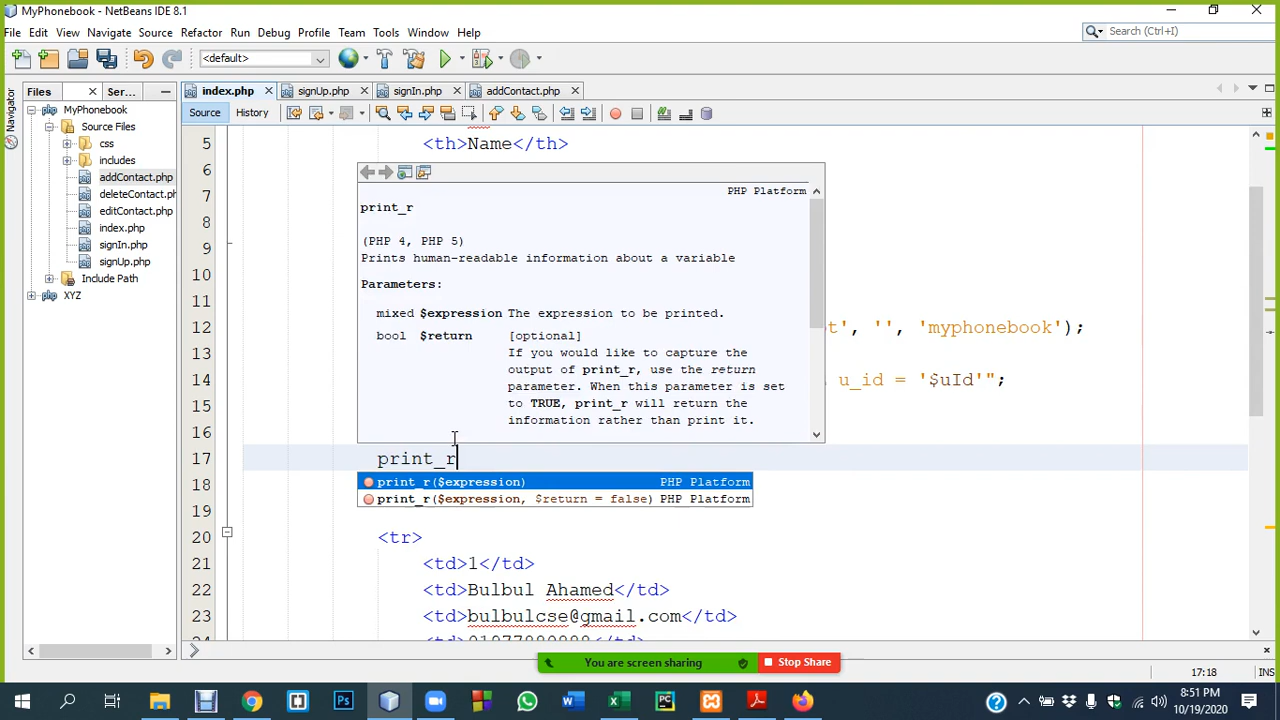 MyPhonebook - NetBeans IDE 8.1
File Edit View Navigate Source Refactor Run Debug Profile Team Tools Window Help
Search (Ctrl+I)
<default>
Files Ser... index.php signUp.php signIn.php addContact.php
Navigator
Source History
MyPhonebook
Source Files
css
includes
addContact.php
deleteContact.ph
editContact.php
index.php
signIn.php
signUp.php
Include Path
XYZ
5 <th>Name</th>
6
7
8
9
10
11
12 ', '', 'myphonebook');
13
14 u_id = '$uId'";
15
16
17 print_r
18
19
20 <tr>
21 <td>1</td>
22 <td>Bulbul Ahamed</td>
23 <td>bulbulcse@gmail.com</td>
PHP Platform
print_r
(PHP 4, PHP 5)
Prints human-readable information about a variable
Parameters:
mixed $expression The expression to be printed.
bool $return [optional]
If you would like to capture the
output of print_r, use the return
parameter. When this parameter is set
to TRUE, print_r will return the
information rather than print it.
print_r($expression) PHP Platform
print_r($expression, $return = false) PHP Platform
You are screen sharing Stop Share
17:18
8:51 PM
10/19/2020